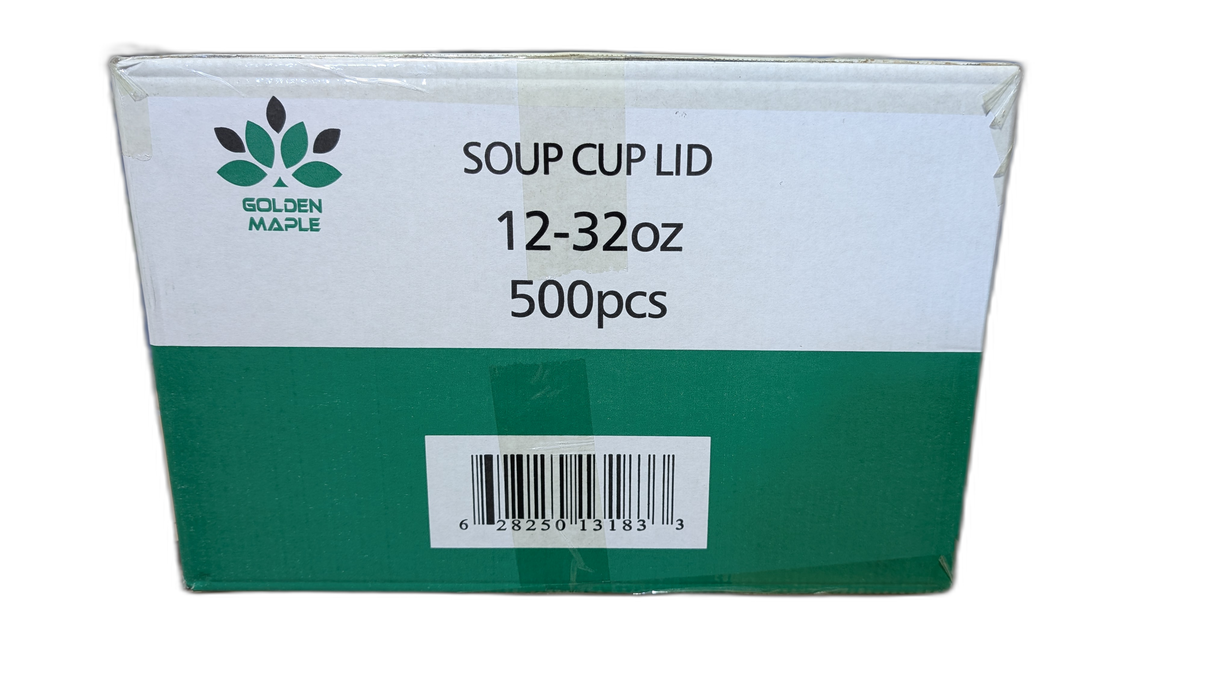 GOLDEN
MAPLE
SOUP CUP LID
12-32oz
500pcs
6 28250 13183 3